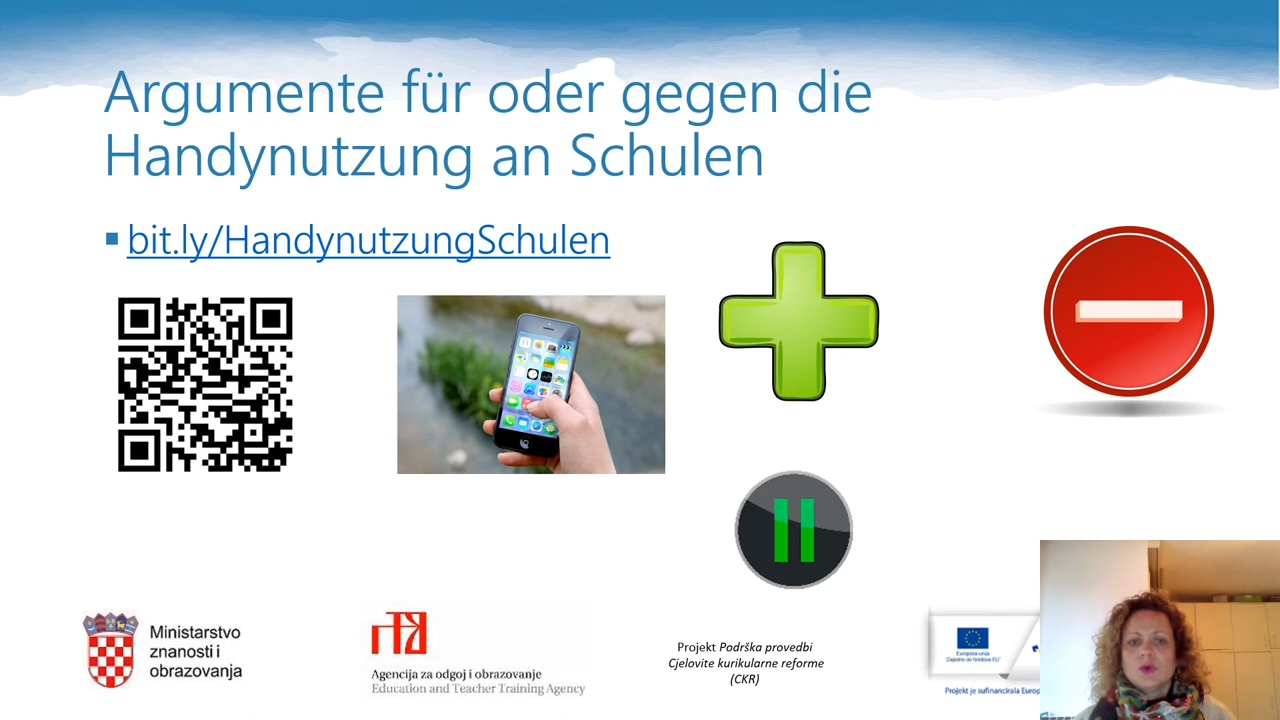 Argumente für oder gegen die
Handynutzung an Schulen
bit.ly/HandynutzungSchulen
Ministarstvo
znanosti i
obrazovanja
Agencija za odgoj i obrazovanje
Education and Teacher Training Agency
Projekt Podrška provedbi
Cjelovite kurikularne reforme
(CKR)
Europska unija
"Zajedno do fondova EU"
Projekt je sufinancirala Europ